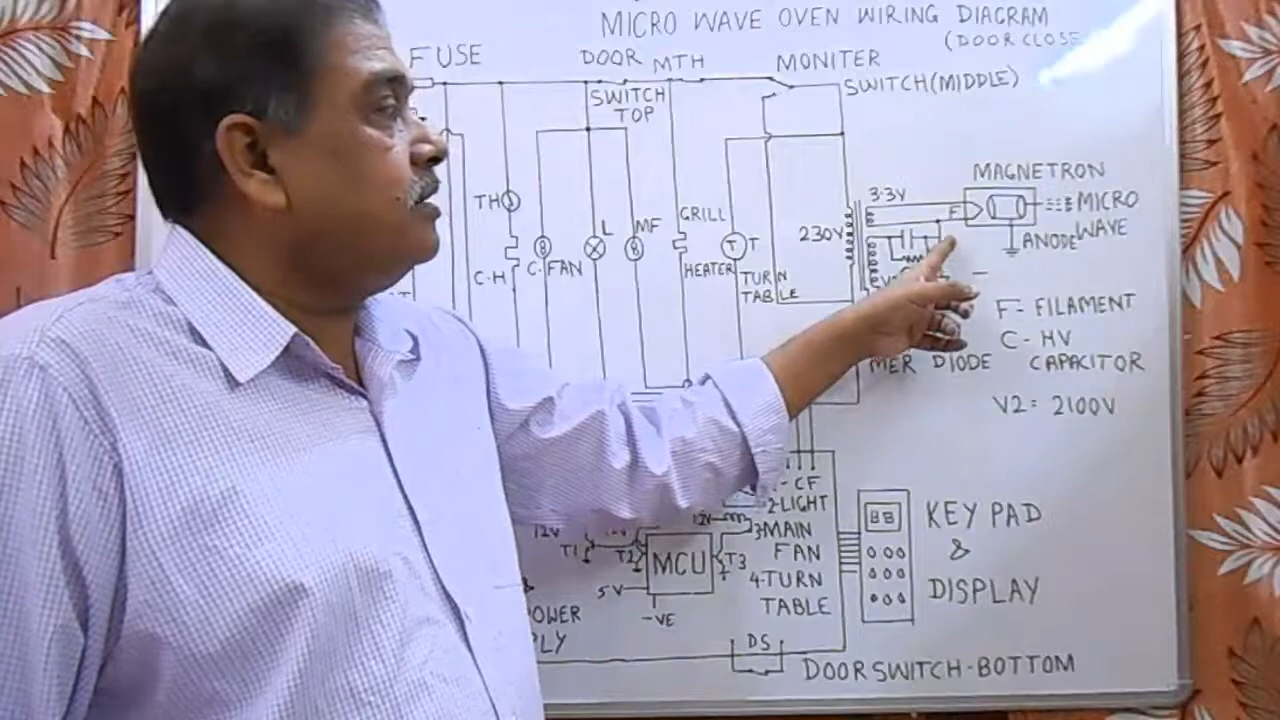 MICRO WAVE OVEN WIRING DIAGRAM
(DOOR CLOSE
FUSE
DOOR
MTH
MONITER
SWITCH
TOP
SWITCH (MIDDLE)
MAGNETRON
3·3V
F
MICRO
WAVE
ANODE
TH
L
MF
GRILL
230V
T
T
C·H
C·FAN
HEATER
TURN
TABLE
F = FILAMENT
C - HV
CAPACITOR
MER DIODE
V2 = 2100V
CF
2-LIGHT
12V
12V
3-MAIN
FAN
T1
T2
MCU
T3
4-TURN
TABLE
5V
-VE
OWER
LY
KEY PAD
&
DISPLAY
88
DS
DOOR SWITCH-BOTTOM